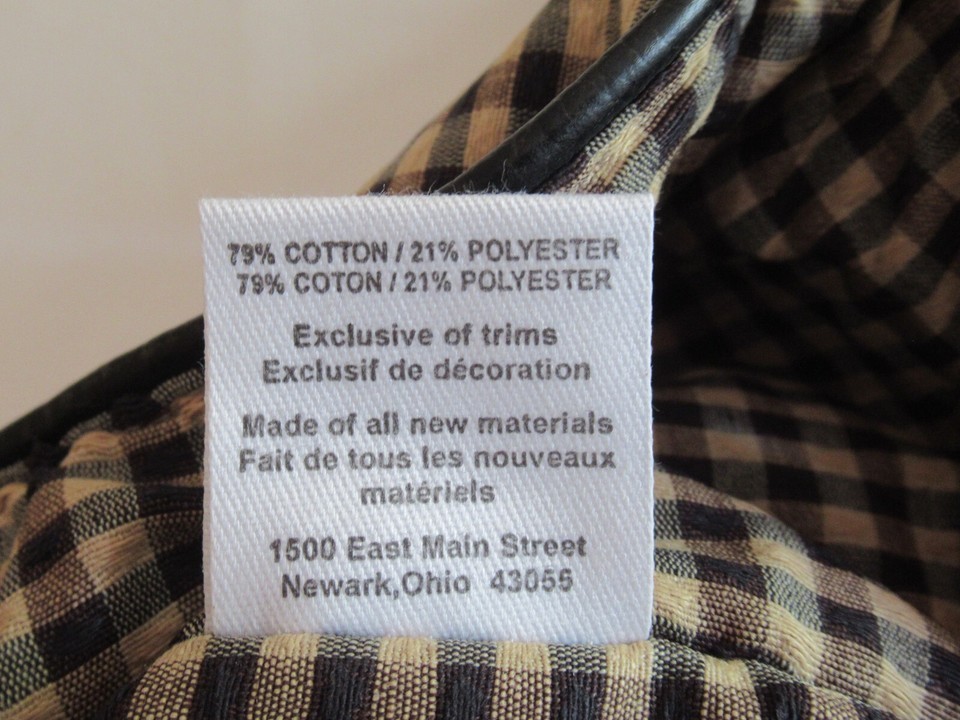 79% COTTON / 21% POLYESTER
79% COTON / 21% POLYESTER
Exclusive of trims
Exclusif de décoration
Made of all new materials
Fait de tous les nouveaux
matériels
1500 East Main Street
Newark,Ohio 43055